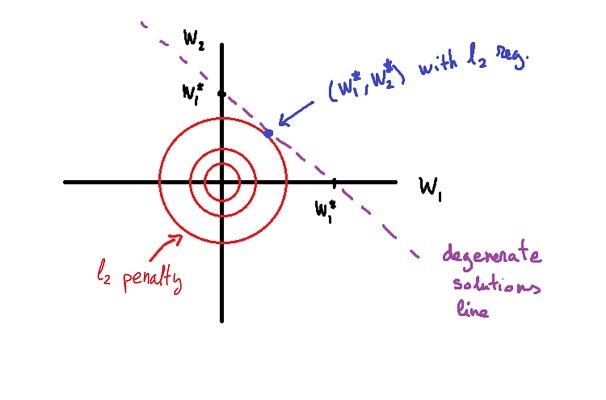 W₂
(W₁*, W₂*) with l₂ reg.
W₁*
W₁
W₁*
l₂ penalty
degenerate
solutions
line